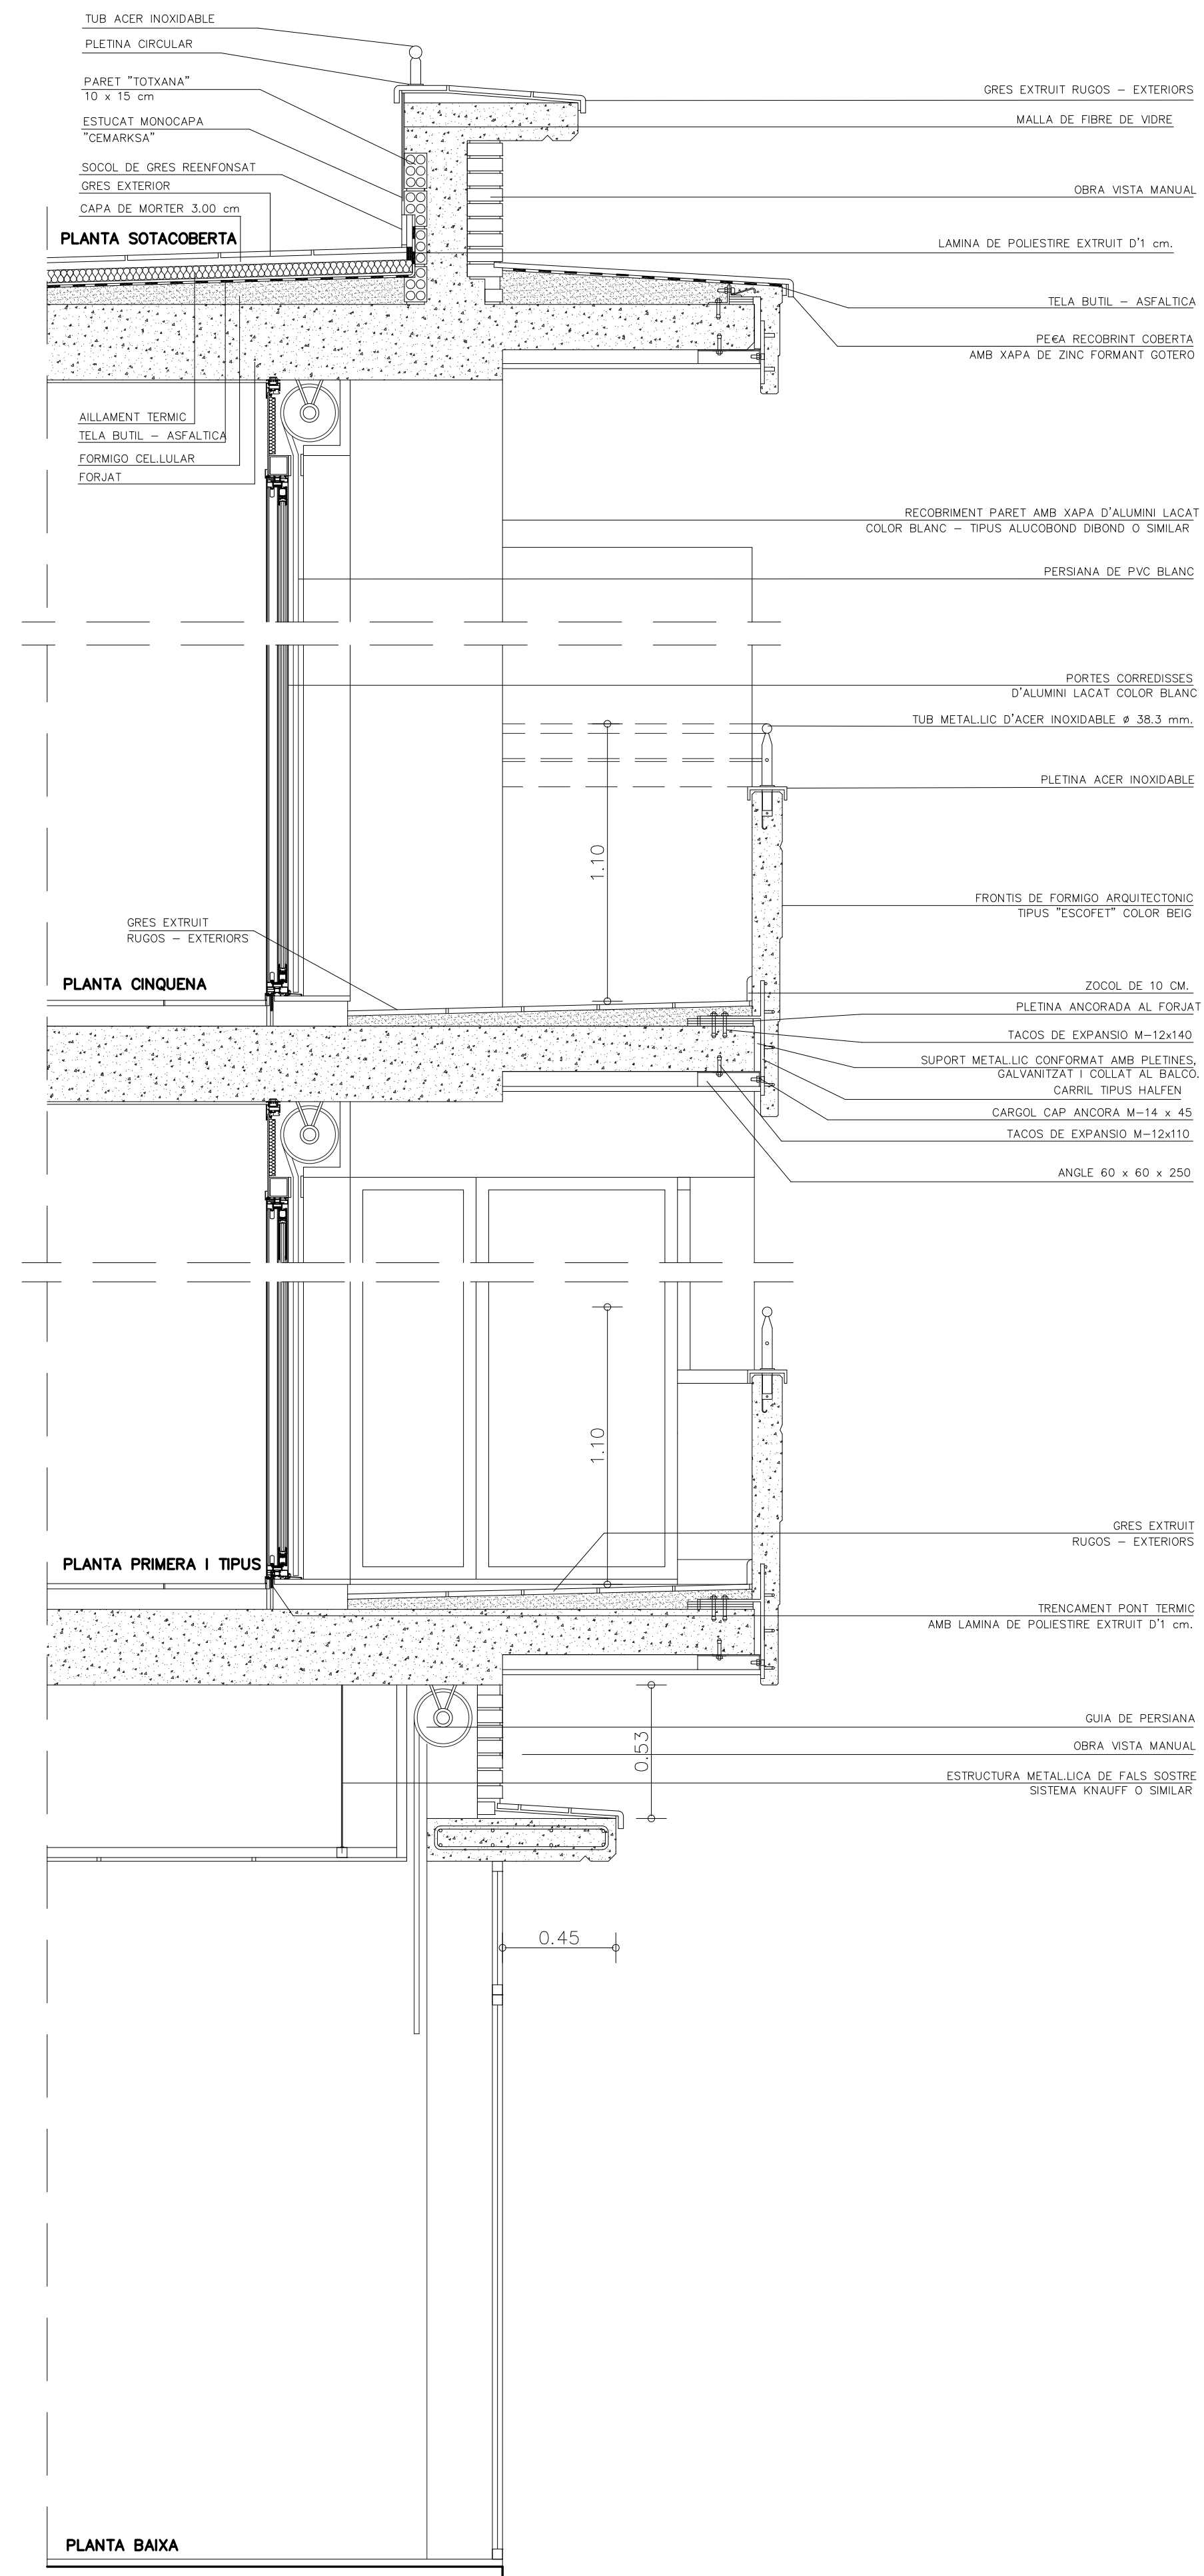 TUB ACER INOXIDABLE
PLETINA CIRCULAR
PARET "TOTXANA"
10 x 15 cm
ESTUCAT MONOCAPA
"CEMARKSA"
SOCOL DE GRES REENFONSAT
GRES EXTERIOR
CAPA DE MORTER 3.00 cm
PLANTA SOTACOBERTA
GRES EXTRUIT RUGOS - EXTERIORS
MALLA DE FIBRE DE VIDRE
OBRA VISTA MANUAL
LAMINA DE POLIESTIRE EXTRUIT D'1 cm.
TELA BUTIL - ASFALTICA
PE€A RECOBRINT COBERTA
AMB XAPA DE ZINC FORMANT GOTERO
AILLAMENT TERMIC
TELA BUTIL - ASFALTICA
FORMIGO CEL.LULAR
FORJAT
RECOBRIMENT PARET AMB XAPA D'ALUMINI LACAT
COLOR BLANC - TIPUS ALUCOBOND DIBOND O SIMILAR
PERSIANA DE PVC BLANC
PORTES CORREDISSES
D'ALUMINI LACAT COLOR BLANC
TUB METAL.LIC D'ACER INOXIDABLE ø 38.3 mm.
PLETINA ACER INOXIDABLE
1.10
FRONTIS DE FORMIGO ARQUITECTONIC
TIPUS "ESCOFET" COLOR BEIG
GRES EXTRUIT
RUGOS - EXTERIORS
PLANTA CINQUENA
ZOCOL DE 10 CM.
PLETINA ANCORADA AL FORJAT
TACOS DE EXPANSIO M-12x140
SUPORT METAL.LIC CONFORMAT AMB PLETINES,
GALVANITZAT I COLLAT AL BALCO.
CARRIL TIPUS HALFEN
CARGOL CAP ANCORA M-14 x 45
TACOS DE EXPANSIO M-12x110
ANGLE 60 x 60 x 250
1.10
GRES EXTRUIT
RUGOS - EXTERIORS
PLANTA PRIMERA I TIPUS
TRENCAMENT PONT TERMIC
AMB LAMINA DE POLIESTIRE EXTRUIT D'1 cm.
GUIA DE PERSIANA
OBRA VISTA MANUAL
0.53
ESTRUCTURA METAL.LICA DE FALS SOSTRE
SISTEMA KNAUFF O SIMILAR
0.45
PLANTA BAIXA